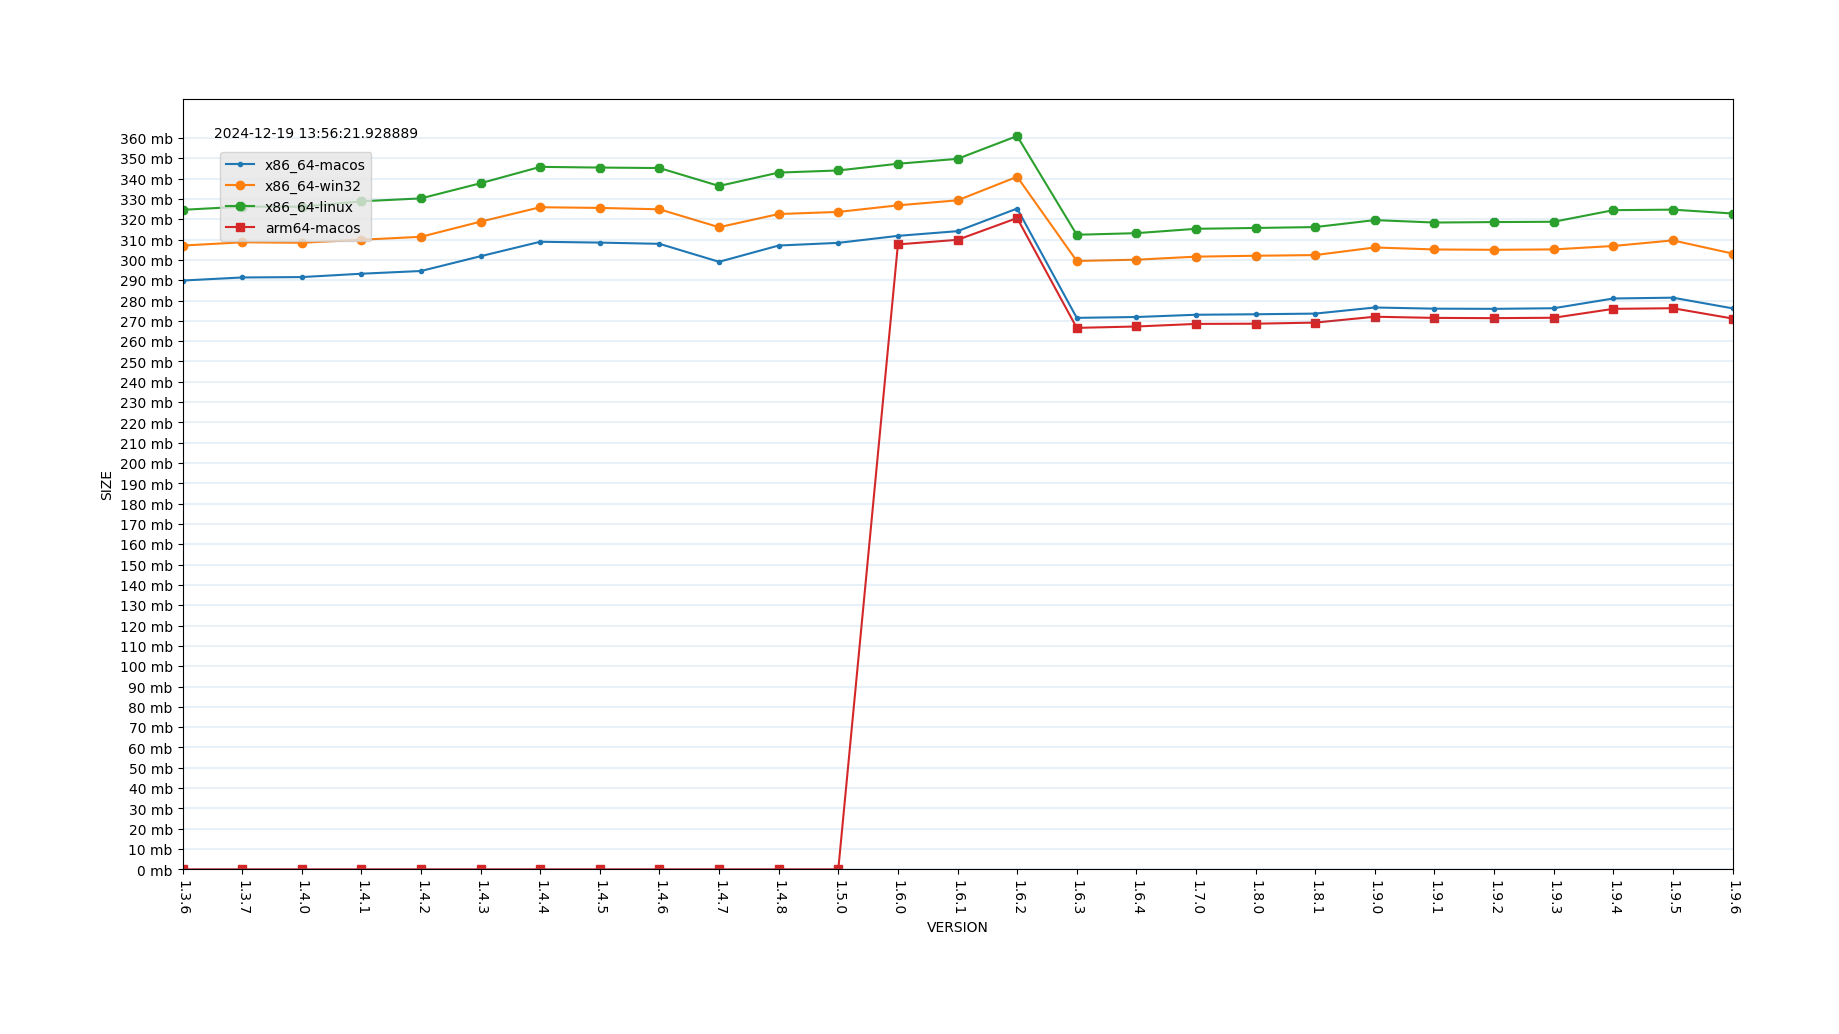 2024-12-19 13:56:21.928889
x86_64-macos
x86_64-win32
x86_64-linux
arm64-macos
360 mb
350 mb
340 mb
330 mb
320 mb
310 mb
300 mb
290 mb
280 mb
270 mb
260 mb
250 mb
240 mb
230 mb
220 mb
210 mb
200 mb
190 mb
180 mb
170 mb
160 mb
150 mb
140 mb
130 mb
120 mb
110 mb
100 mb
90 mb
80 mb
70 mb
60 mb
50 mb
40 mb
30 mb
20 mb
10 mb
0 mb
SIZE
1.3.6
1.3.7
1.4.0
1.4.1
1.4.2
1.4.3
1.4.4
1.4.5
1.4.6
1.4.7
1.4.8
1.5.0
1.6.0
1.6.1
1.6.2
1.6.3
1.6.4
1.7.0
1.8.0
1.8.1
1.9.0
1.9.1
1.9.2
1.9.3
1.9.4
1.9.5
1.9.6
VERSION